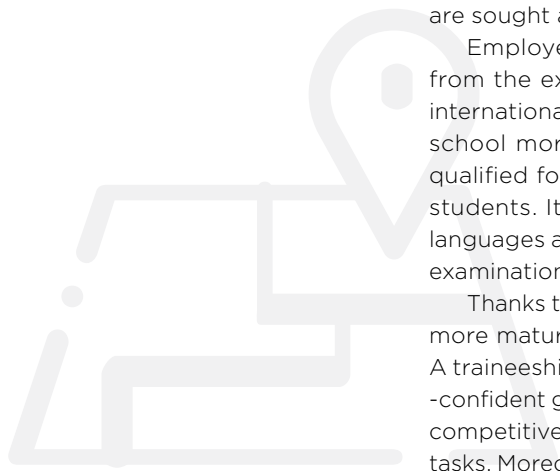 are sought
Employe
from the ex
internationa
school mor
qualified fo
students. It
languages a
examination
Thanks t
more matur
A traineeshi
-confident g
competitive
tasks. Moreo